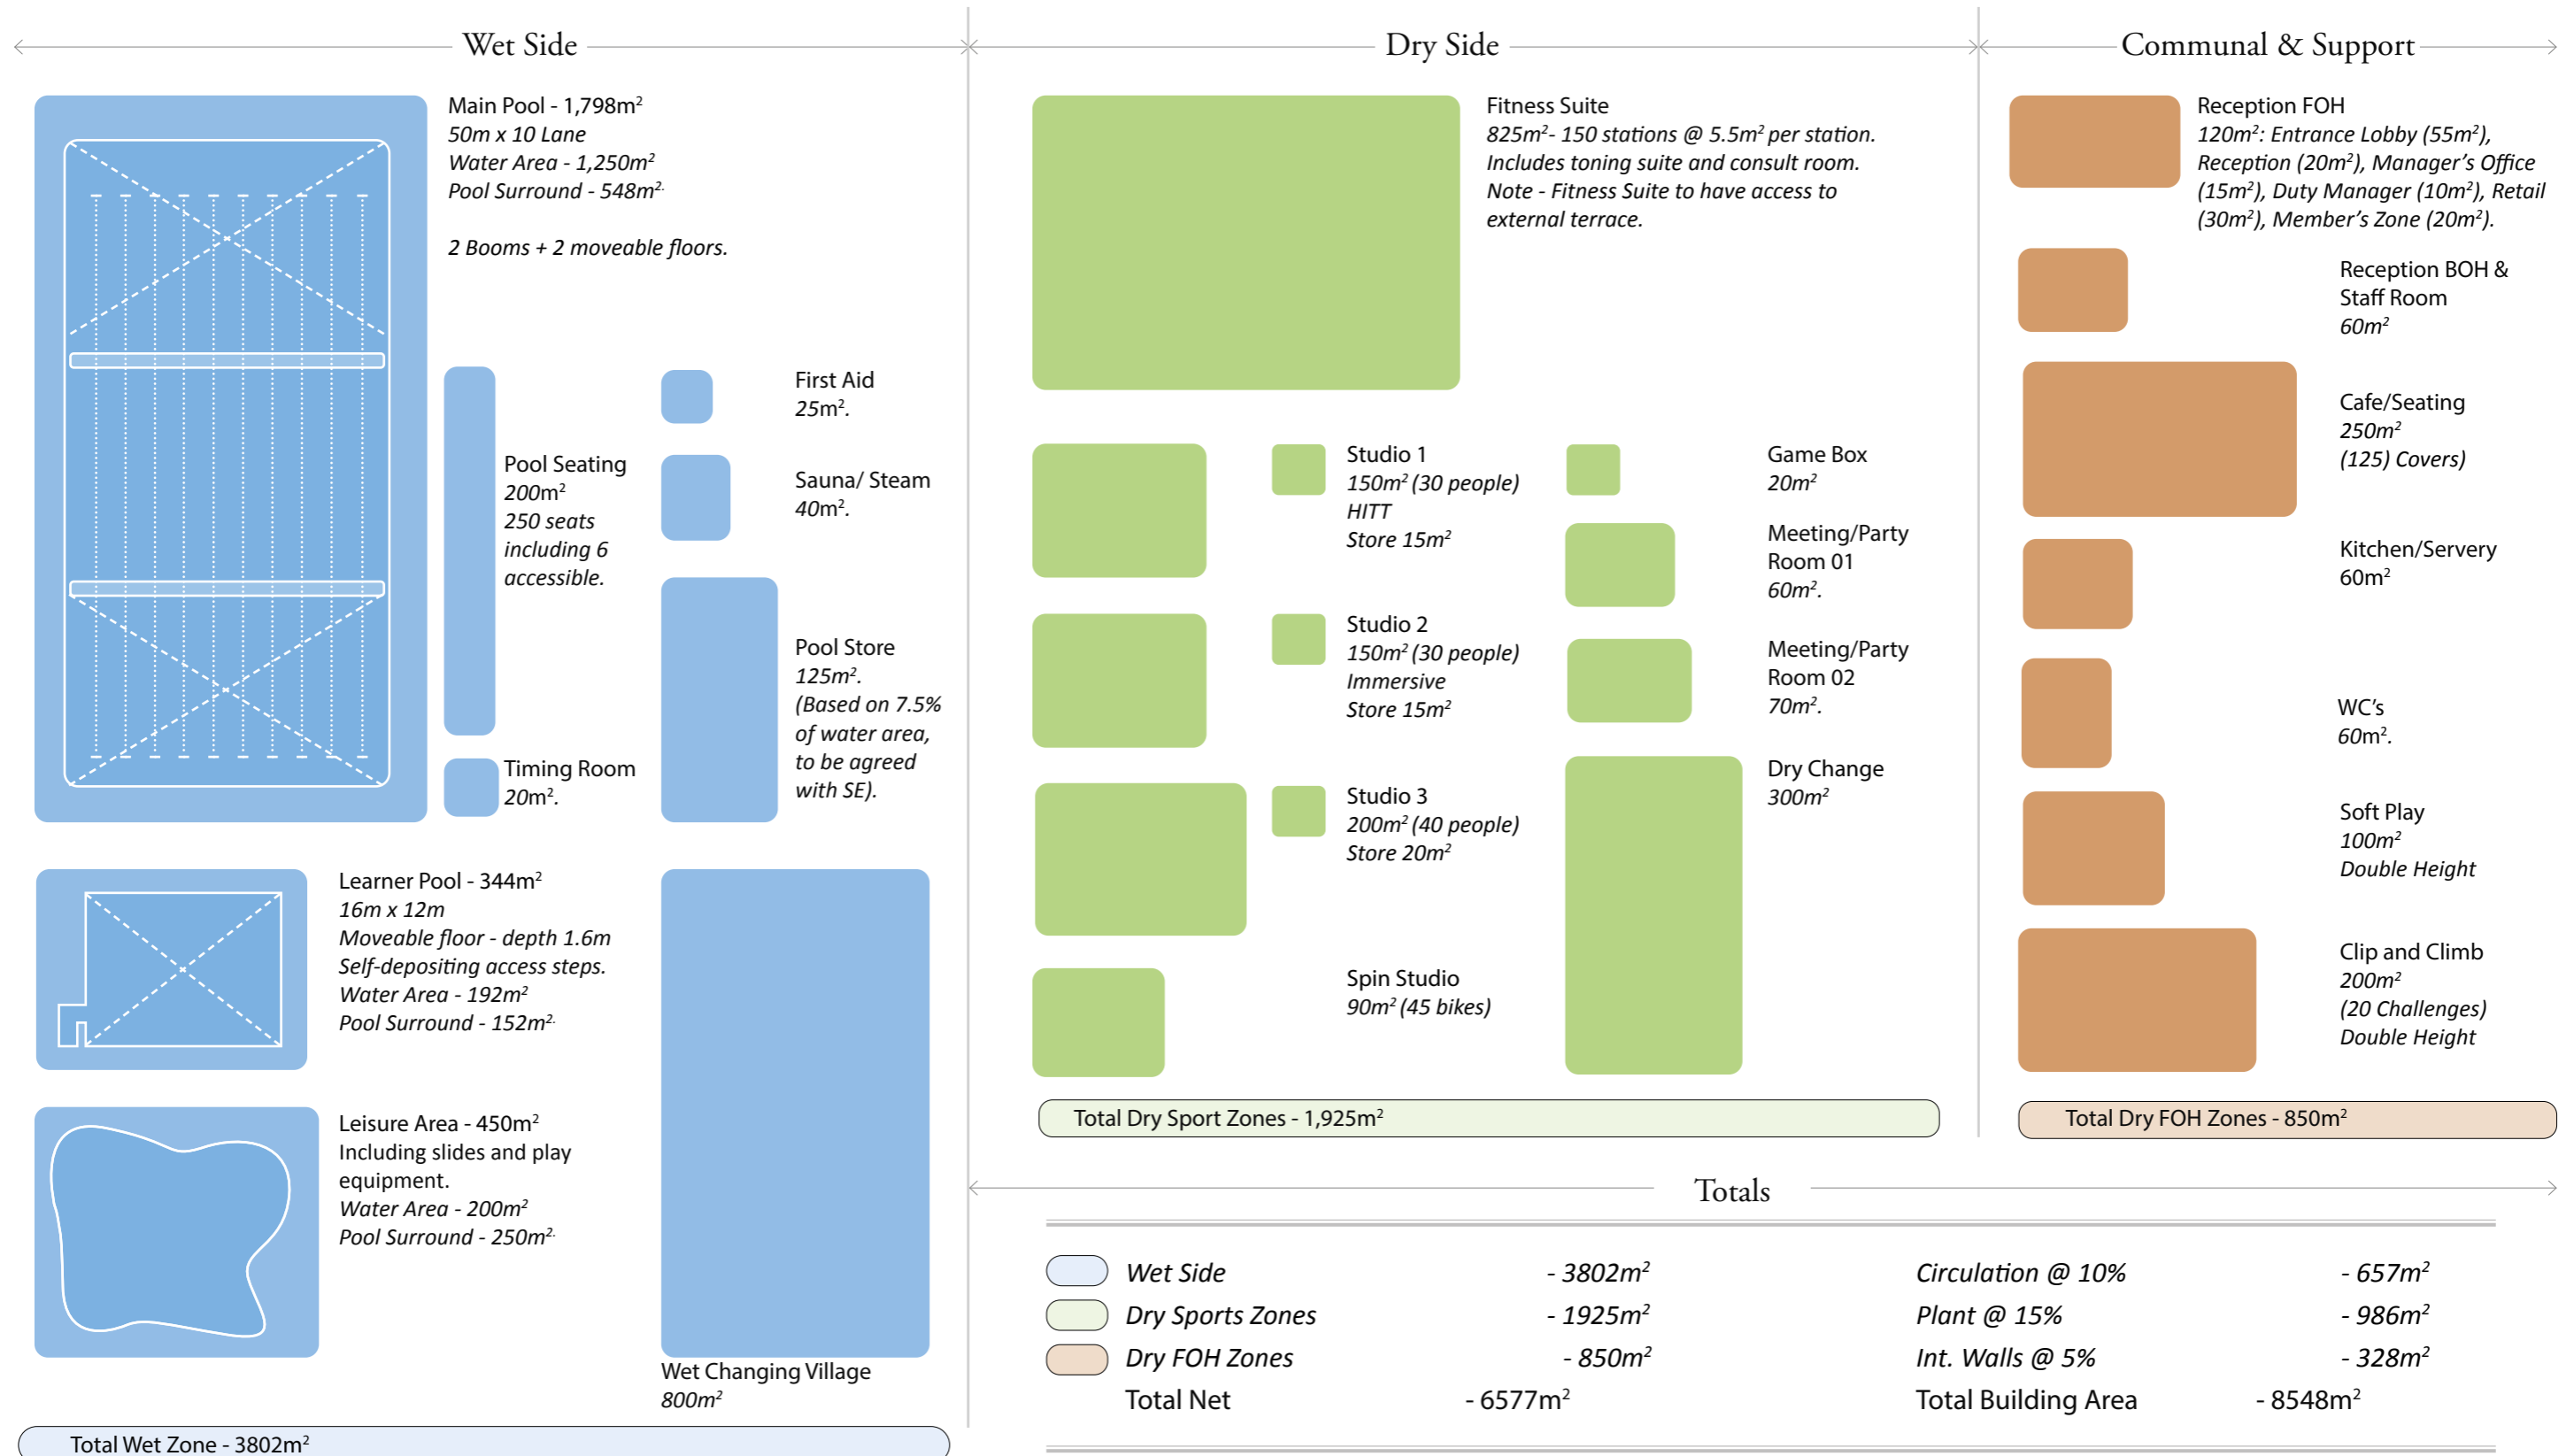 Wet Side
Main Pool - 1,798m²
50m x 10 Lane
Water Area - 1,250m²
Pool Surround - 548m².
2 Booms + 2 moveable floors.
Pool Seating
200m²
250 seats
including 6
accessible.
Timing Room
20m².
First Aid
25m².
Sauna/ Steam
40m².
Pool Store
125m².
(Based on 7.5%
of water area,
to be agreed
with SE).
Learner Pool - 344m²
16m x 12m
Moveable floor - depth 1.6m
Self-depositing access steps.
Water Area - 192m²
Pool Surround - 152m².
Leisure Area - 450m²
Including slides and play
equipment.
Water Area - 200m²
Pool Surround - 250m².
Wet Changing Village
800m²
Total Wet Zone - 3802m²
Dry Side
Fitness Suite
825m²- 150 stations @ 5.5m² per station.
Includes toning suite and consult room.
Note - Fitness Suite to have access to
external terrace.
Studio 1
150m² (30 people)
HITT
Store 15m²
Studio 2
150m² (30 people)
Immersive
Store 15m²
Studio 3
200m² (40 people)
Store 20m²
Spin Studio
90m² (45 bikes)
Game Box
20m²
Meeting/Party
Room 01
60m².
Meeting/Party
Room 02
70m².
Dry Change
300m²
Total Dry Sport Zones - 1,925m²
Communal & Support
Reception FOH
120m²: Entrance Lobby (55m²),
Reception (20m²), Manager's Office
(15m²), Duty Manager (10m²), Retail
(30m²), Member's Zone (20m²).
Reception BOH &
Staff Room
60m²
Cafe/Seating
250m²
(125) Covers)
Kitchen/Servery
60m²
WC's
60m².
Soft Play
100m²
Double Height
Clip and Climb
200m²
(20 Challenges)
Double Height
Total Dry FOH Zones - 850m²
Totals
Wet Side - 3802m²
Dry Sports Zones - 1925m²
Dry FOH Zones - 850m²
Total Net - 6577m²
Circulation @ 10% - 657m²
Plant @ 15% - 986m²
Int. Walls @ 5% - 328m²
Total Building Area - 8548m²